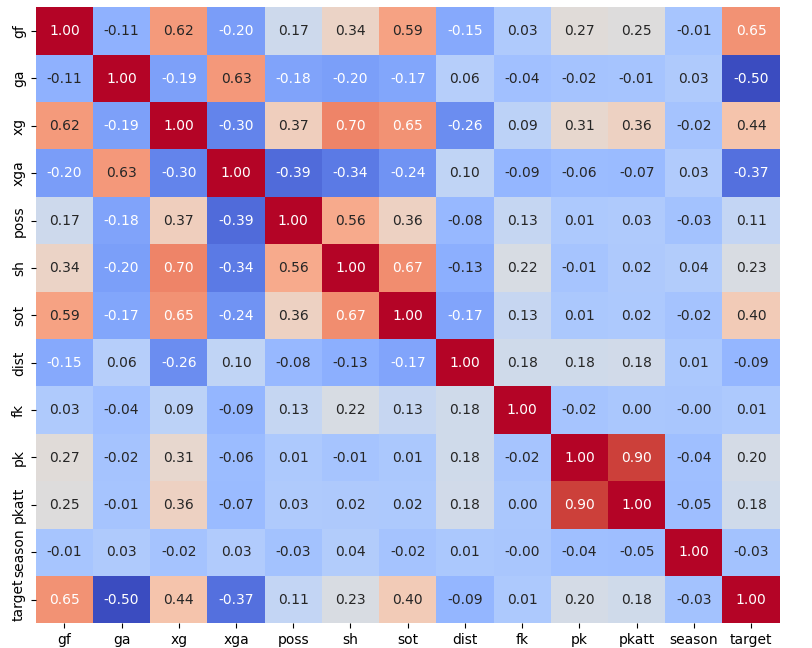 gf 1.00 -0.11 0.62 -0.20 0.17 0.34 0.59 -0.15 0.03 0.27 0.25 -0.01 0.65
ga -0.11 1.00 -0.19 0.63 -0.18 -0.20 -0.17 0.06 -0.04 -0.02 -0.01 0.03 -0.50
xg 0.62 -0.19 1.00 -0.30 0.37 0.70 0.65 -0.26 0.09 0.31 0.36 -0.02 0.44
xga -0.20 0.63 -0.30 1.00 -0.39 -0.34 -0.24 0.10 -0.09 -0.06 -0.07 0.03 -0.37
poss 0.17 -0.18 0.37 -0.39 1.00 0.56 0.36 -0.08 0.13 0.01 0.03 -0.03 0.11
sh 0.34 -0.20 0.70 -0.34 0.56 1.00 0.67 -0.13 0.22 -0.01 0.02 0.04 0.23
sot 0.59 -0.17 0.65 -0.24 0.36 0.67 1.00 -0.17 0.13 0.01 0.02 -0.02 0.40
dist -0.15 0.06 -0.26 0.10 -0.08 -0.13 -0.17 1.00 0.18 0.18 0.18 0.01 -0.09
fk 0.03 -0.04 0.09 -0.09 0.13 0.22 0.13 0.18 1.00 -0.02 0.00 -0.00 0.01
pk 0.27 -0.02 0.31 -0.06 0.01 -0.01 0.01 0.18 -0.02 1.00 0.90 -0.04 0.20
pkatt 0.25 -0.01 0.36 -0.07 0.03 0.02 0.02 0.18 0.00 0.90 1.00 -0.05 0.18
season -0.01 0.03 -0.02 0.03 -0.03 0.04 -0.02 0.01 -0.00 -0.04 -0.05 1.00 -0.03
target 0.65 -0.50 0.44 -0.37 0.11 0.23 0.40 -0.09 0.01 0.20 0.18 -0.03 1.00
gf ga xg xga poss sh sot dist fk pk pkatt season target